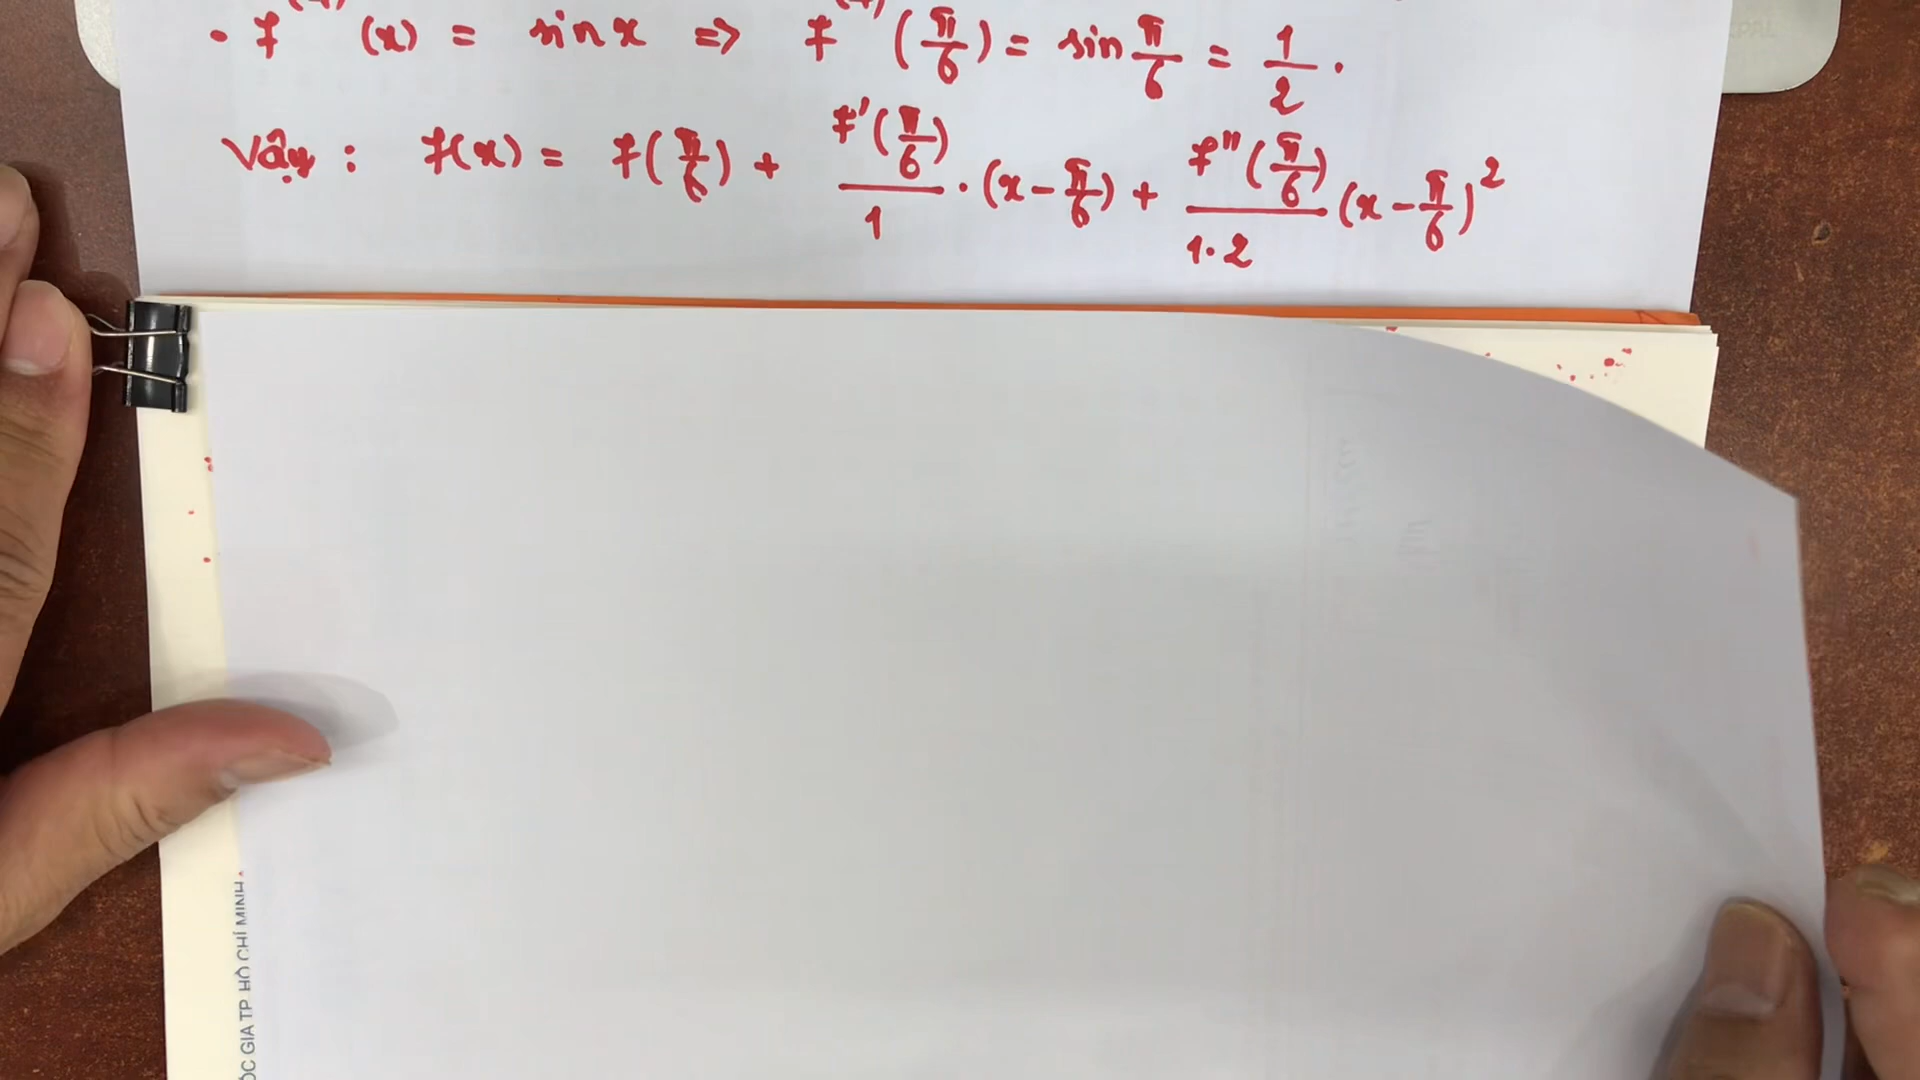 • f⁽⁴⁾(x) = sin x ⇒ f⁽⁴⁾(π/6) = sin π/6 = 1/2 .
Vậy : f(x) = f(π/6) + f'(π/6)/1 · (x - π/6) + f''(π/6)/1·2 (x - π/6)²
ỐC GIA TP. HỒ CHÍ MINH